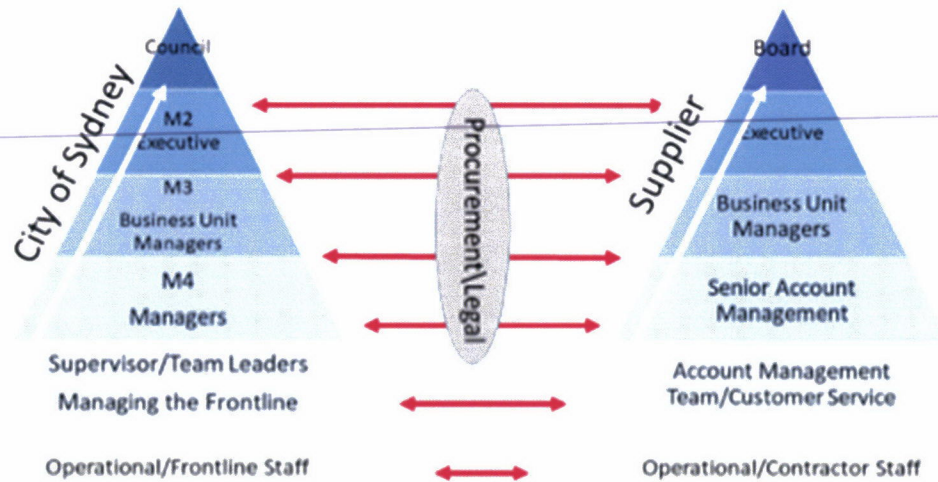 Council
City of Sydney
M2
Executive
M3
Business Unit
Managers
M4
Managers
Supervisor/Team Leaders
Managing the Frontline
Operational/Frontline Staff
Procurement\Legal
Board
Supplier
Executive
Business Unit
Managers
Senior Account
Management
Account Management
Team/Customer Service
Operational/Contractor Staff